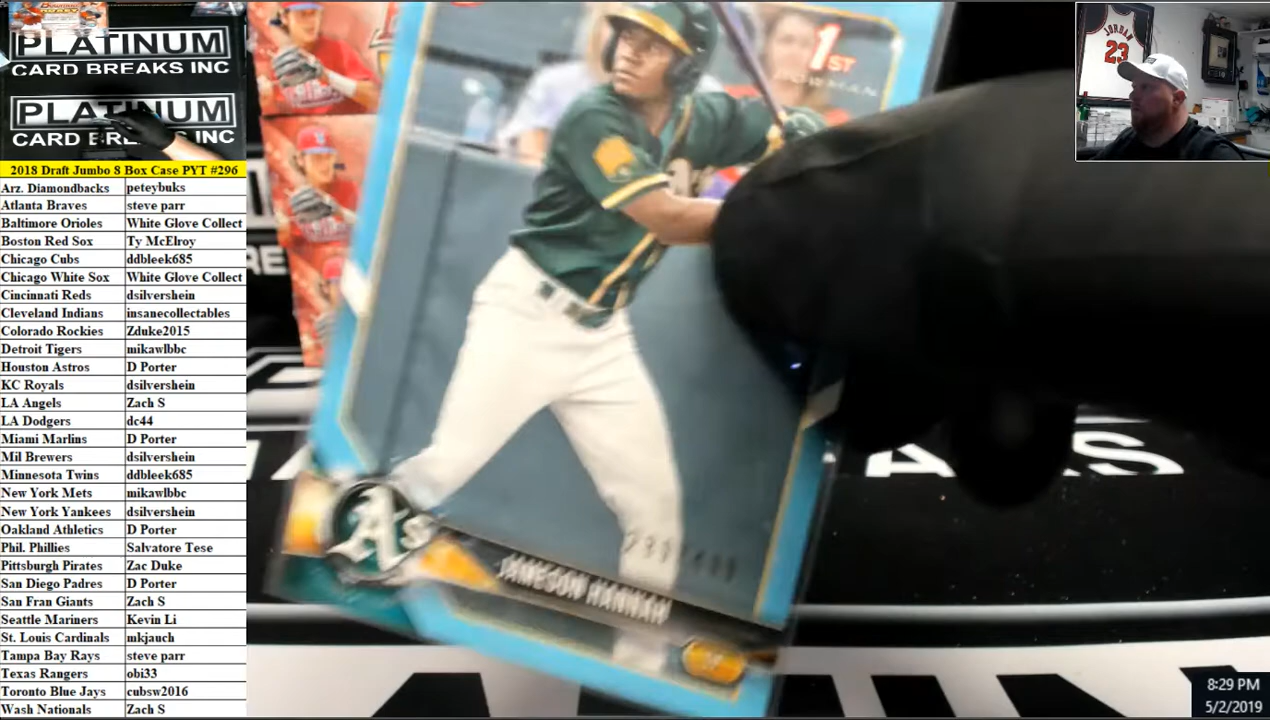 PLATINUM
CARD BREAKS INC
PLATINUM
CARD BREAKS INC
2018 Draft Jumbo 8 Box Case PYT #296
Arz. Diamondbacks peteybuks
Atlanta Braves steve parr
Baltimore Orioles White Glove Collect
Boston Red Sox Ty McElroy
Chicago Cubs ddbleek685
Chicago White Sox White Glove Collect
Cincinnati Reds dsilvershein
Cleveland Indians insanecollectables
Colorado Rockies Zduke2015
Detroit Tigers mikawlbbc
Houston Astros D Porter
KC Royals dsilvershein
LA Angels Zach S
LA Dodgers dc44
Miami Marlins D Porter
Mil Brewers dsilvershein
Minnesota Twins ddbleek685
New York Mets mikawlbbc
New York Yankees dsilvershein
Oakland Athletics D Porter
Phil. Phillies Salvatore Tese
Pittsburgh Pirates Zac Duke
San Diego Padres D Porter
San Fran Giants Zach S
Seattle Mariners Kevin Li
St. Louis Cardinals mkjauch
Tampa Bay Rays steve parr
Texas Rangers obi33
Toronto Blue Jays cubsw2016
Wash Nationals Zach S
1ST
BOWMAN
A's
JAMESON HANNAH
JORDAN
23
8:29 PM
5/2/2019